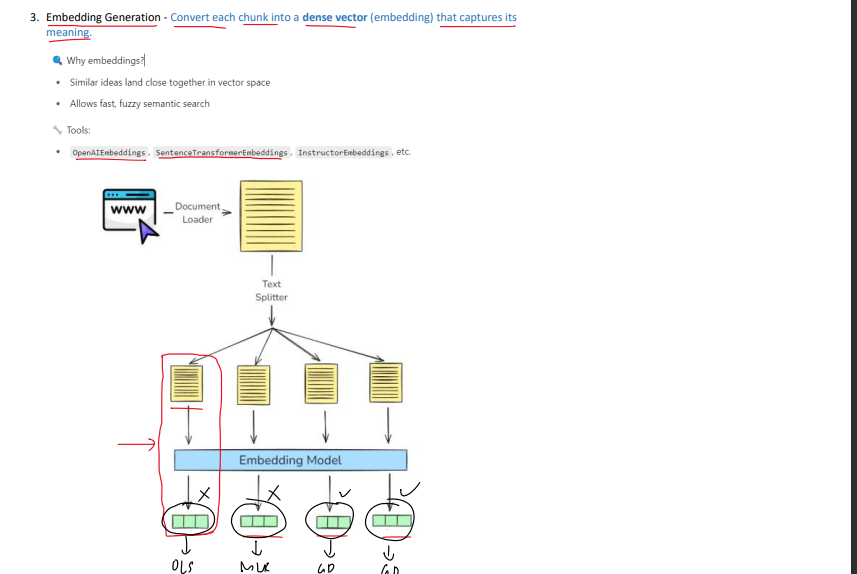 3. Embedding Generation - Convert each chunk into a dense vector (embedding) that captures its
meaning.
🔍 Why embeddings?
• Similar ideas land close together in vector space
• Allows fast, fuzzy semantic search
🔧 Tools:
• OpenAIEmbeddings, SentenceTransformerEmbeddings, InstructorEmbeddings, etc.
www
Document
Loader
Text
Splitter
Embedding Model
OLS MLR GD GD